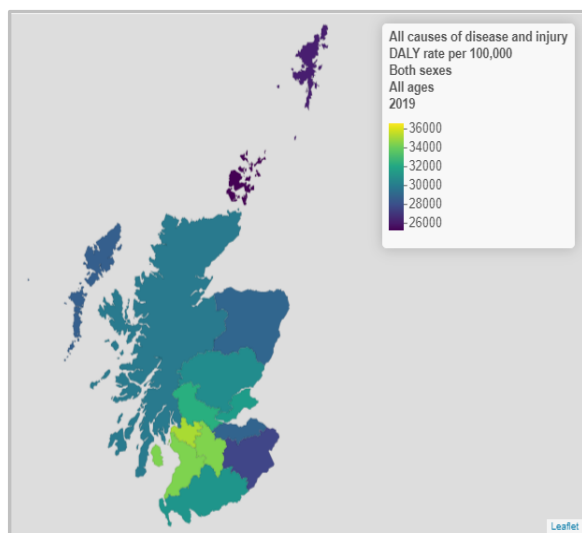 All causes of disease and injury
DALY rate per 100,000
Both sexes
All ages
2019
36000
34000
32000
30000
28000
26000
Leaflet